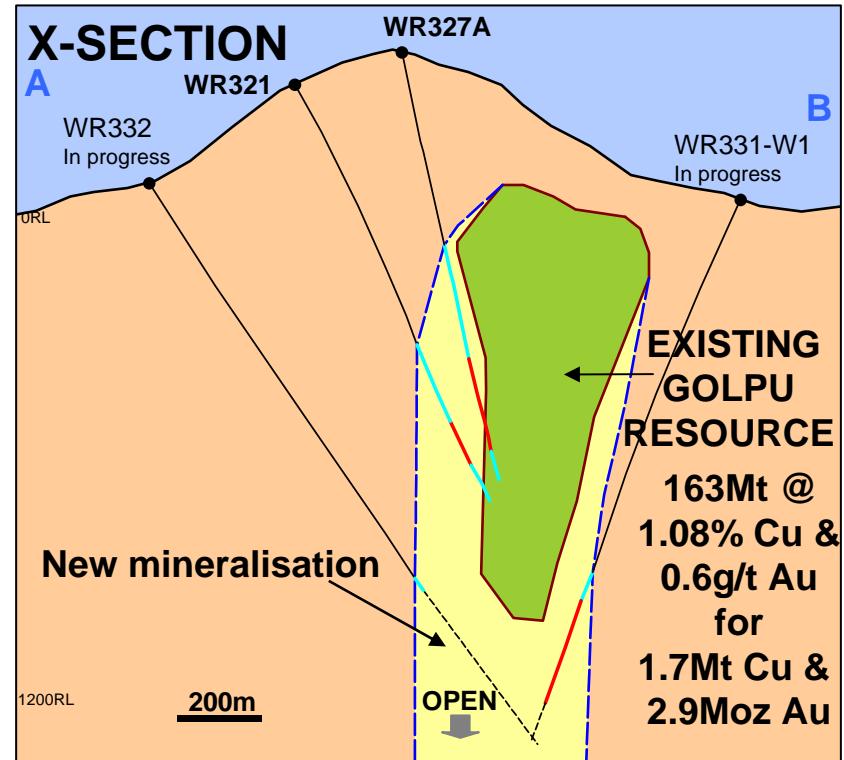 X-SECTION
WR327A
A
WR321
B
WR332
In progress
WR331-W1
In progress
0RL
EXISTING
GOLPU
RESOURCE
163Mt @
1.08% Cu &
0.6g/t Au
for
1.7Mt Cu &
2.9Moz Au
New mineralisation
1200RL
200m
OPEN